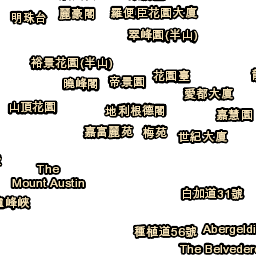 明珠台
麗豪閣
羅便臣花園大廈
翠峰園(半山)
裕景花園(半山)
曉峰閣
帝景園
花園臺
愛都大廈
山頂花園
地利根德閣
嘉慧園
嘉富麗苑
梅苑
世紀大廈
The
Mount Austin
峰峽
白加道31號
種植道56號
Abergeldi
The Belvedere